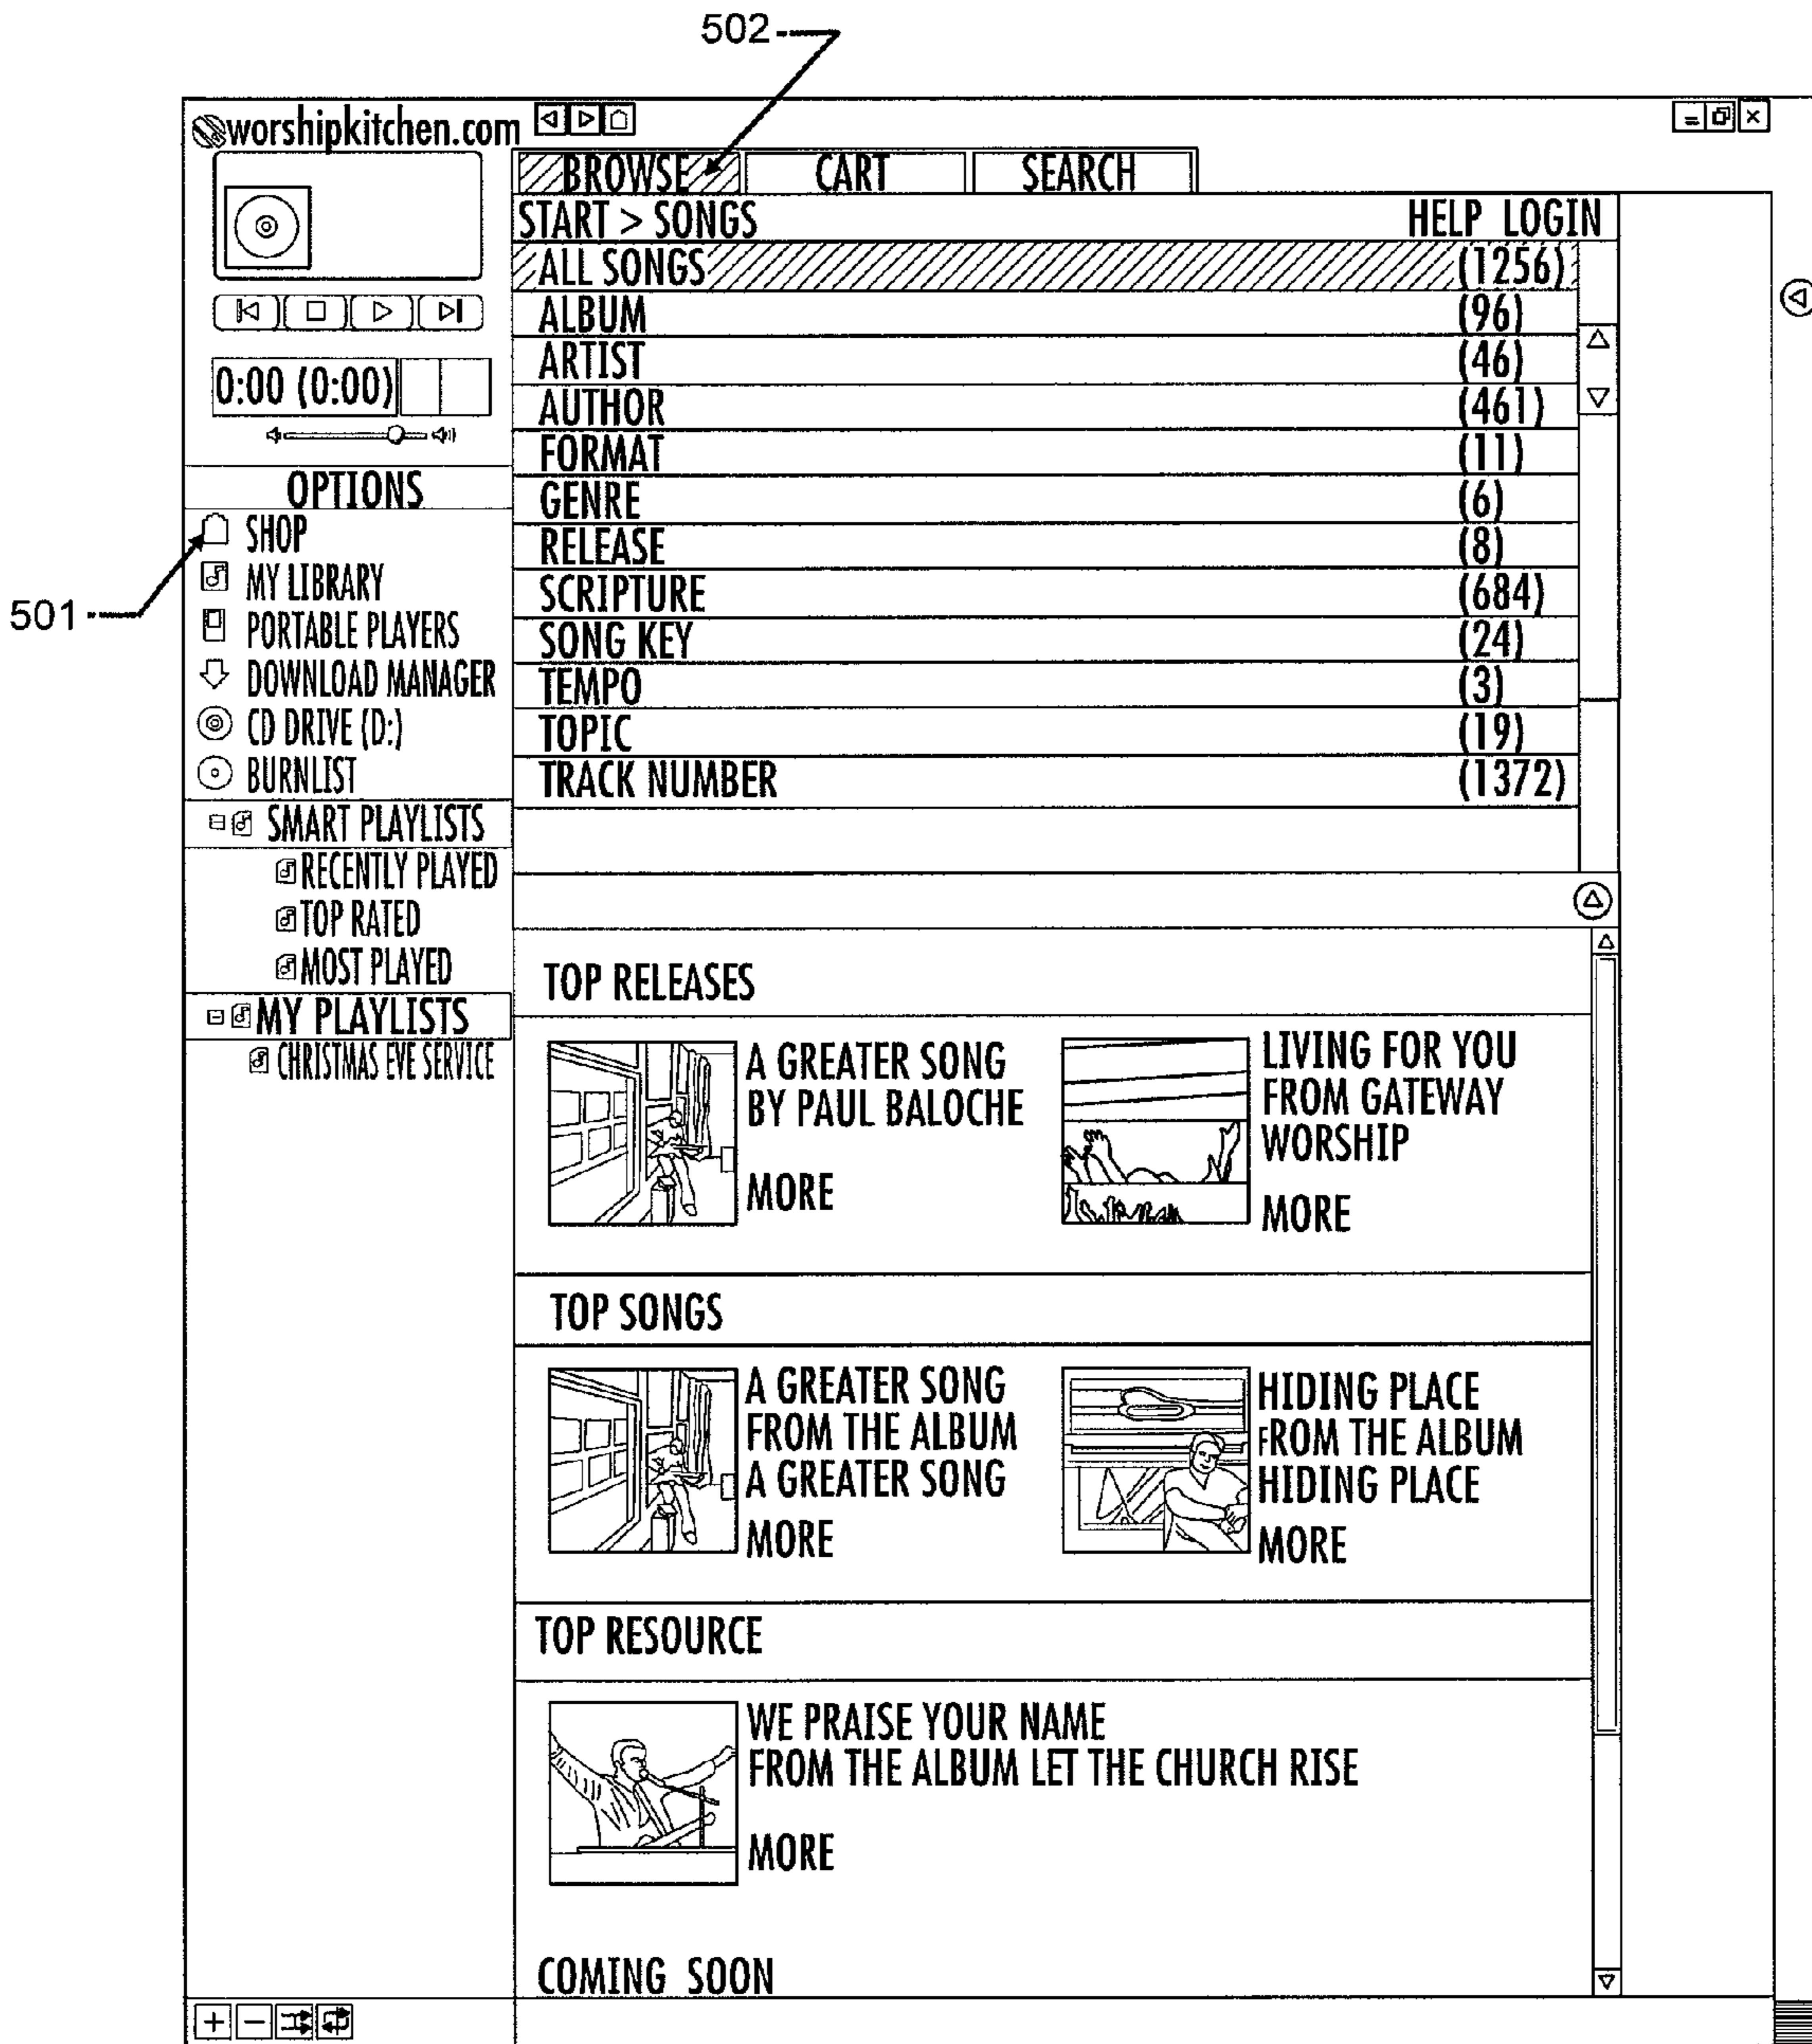 502
worshipkitchen.com
BROWSE CART SEARCH
START > SONGS HELP LOGIN
ALL SONGS (1256)
ALBUM (96)
ARTIST (46)
AUTHOR (461)
FORMAT (11)
GENRE (6)
RELEASE (8)
SCRIPTURE (684)
SONG KEY (24)
TEMPO (3)
TOPIC (19)
TRACK NUMBER (1372)
0:00 (0:00)
OPTIONS
SHOP
501
MY LIBRARY
PORTABLE PLAYERS
DOWNLOAD MANAGER
CD DRIVE (D:)
BURNLIST
SMART PLAYLISTS
RECENTLY PLAYED
TOP RATED
MOST PLAYED
MY PLAYLISTS
CHRISTMAS EVE SERVICE
TOP RELEASES
A GREATER SONG
BY PAUL BALOCHE
MORE
LIVING FOR YOU
FROM GATEWAY
WORSHIP
MORE
TOP SONGS
A GREATER SONG
FROM THE ALBUM
A GREATER SONG
MORE
HIDING PLACE
FROM THE ALBUM
HIDING PLACE
MORE
TOP RESOURCE
WE PRAISE YOUR NAME
FROM THE ALBUM LET THE CHURCH RISE
MORE
COMING SOON